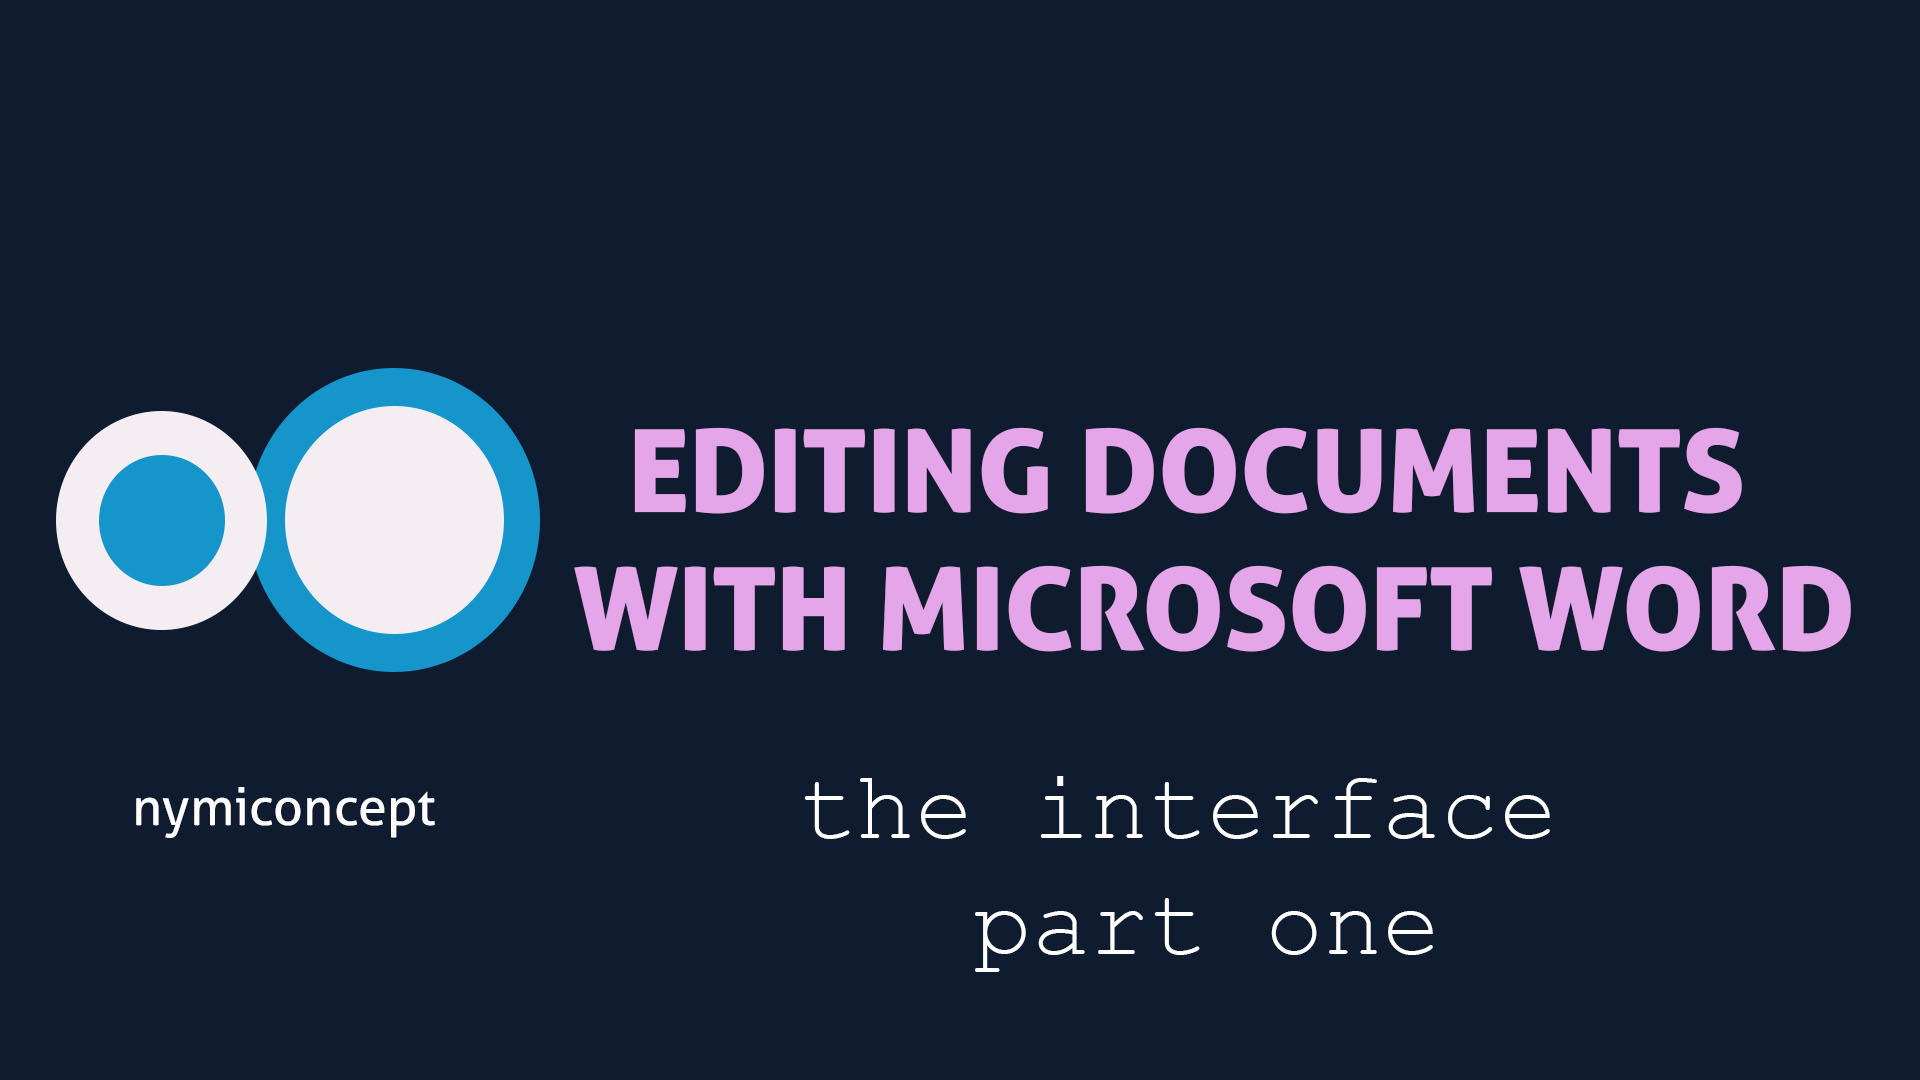 EDITING DOCUMENTS
WITH MICROSOFT WORD
nymiconcept
the interface
part one